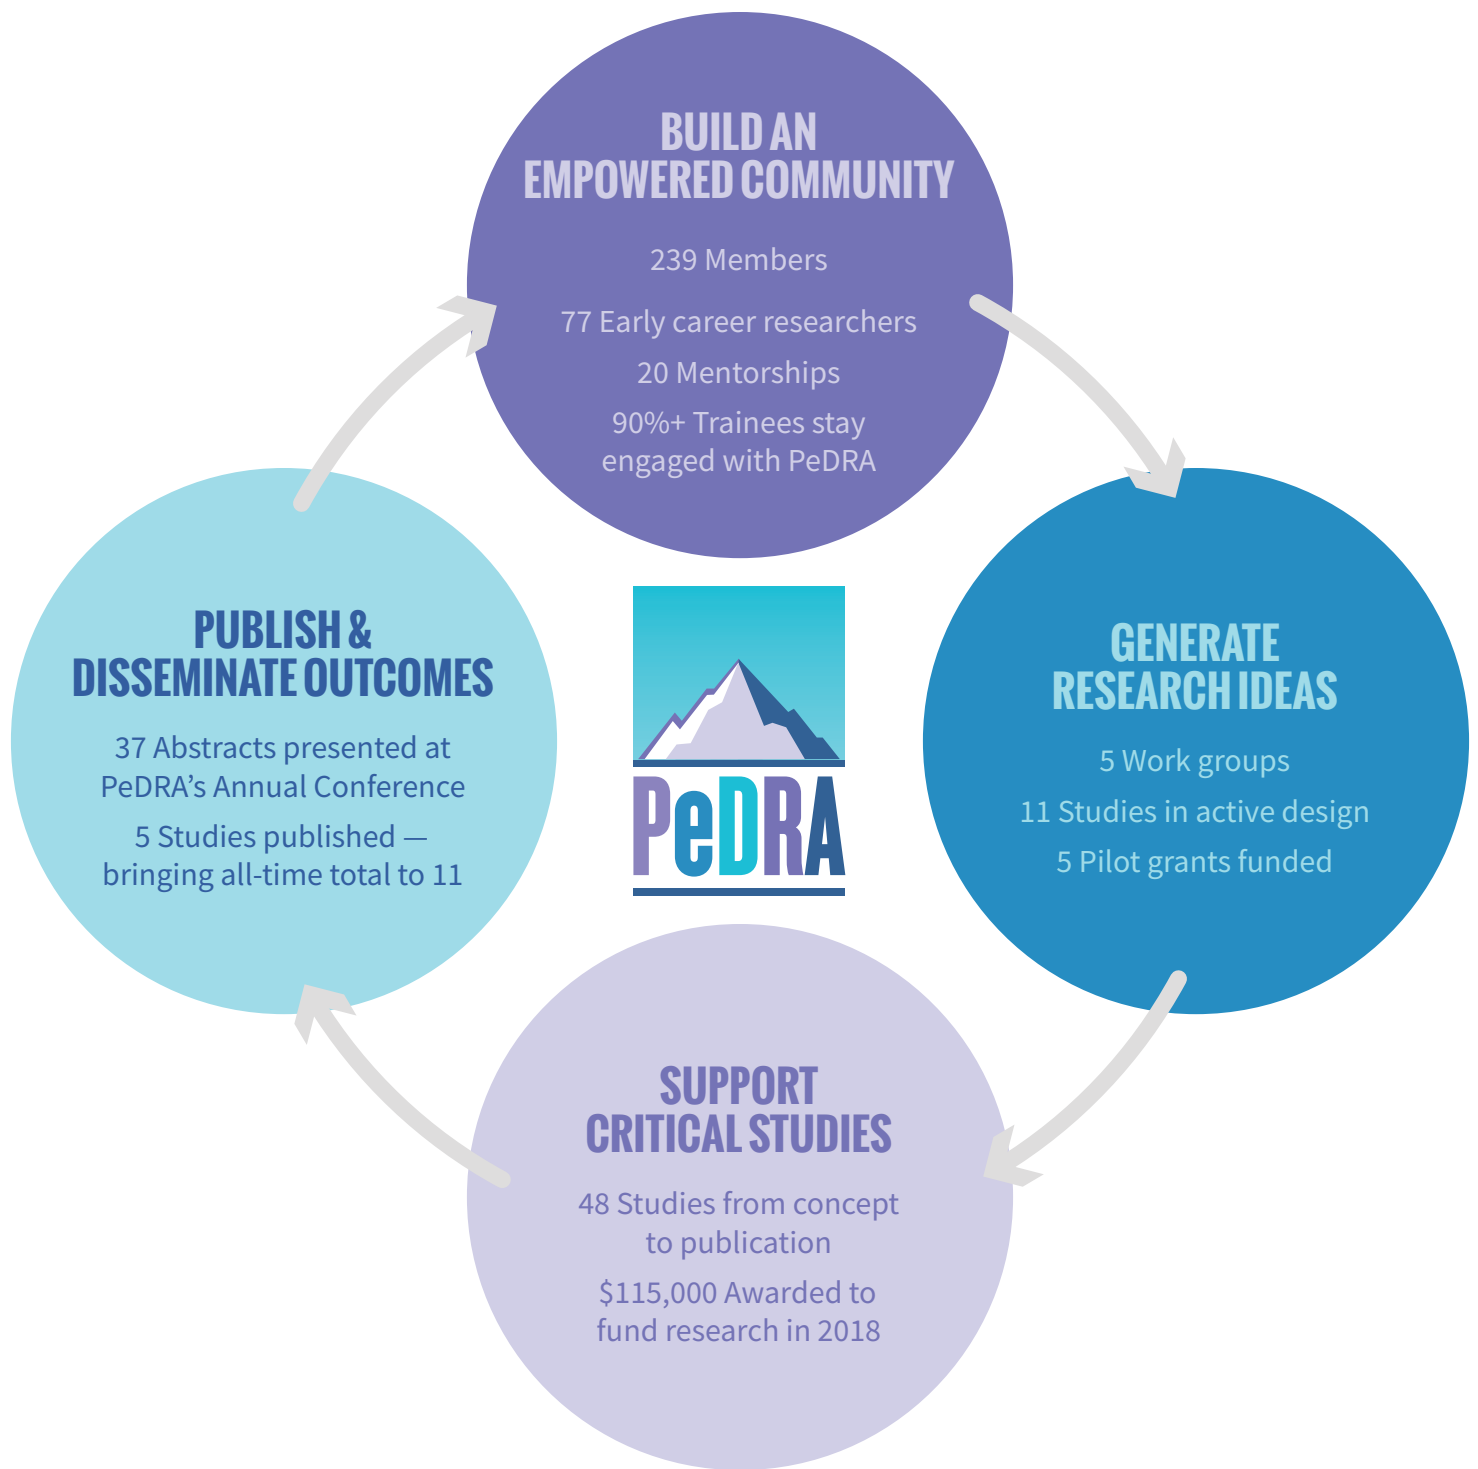 BUILD AN
EMPOWERED COMMUNITY
239 Members
77 Early career researchers
20 Mentorships
90%+ Trainees stay
engaged with PeDRA
GENERATE
RESEARCH IDEAS
5 Work groups
11 Studies in active design
5 Pilot grants funded
SUPPORT
CRITICAL STUDIES
48 Studies from concept
to publication
$115,000 Awarded to
fund research in 2018
PUBLISH &
DISSEMINATE OUTCOMES
37 Abstracts presented at
PeDRA’s Annual Conference
5 Studies published —
bringing all-time total to 11
PeDRA